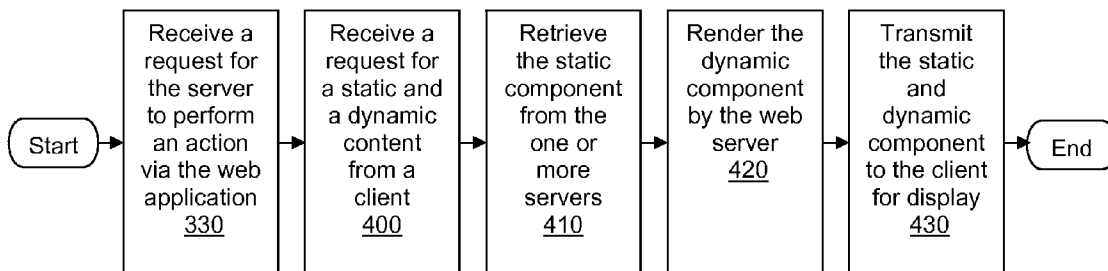 Start
Receive a
request for
the server
to perform
an action
via the web
application
330
Receive a
request for
a static and
a dynamic
content
from a
client
400
Retrieve
the static
component
from the
one or
more
servers
410
Render the
dynamic
component
by the web
server
420
Transmit
the static
and
dynamic
component
to the client
for display
430
End